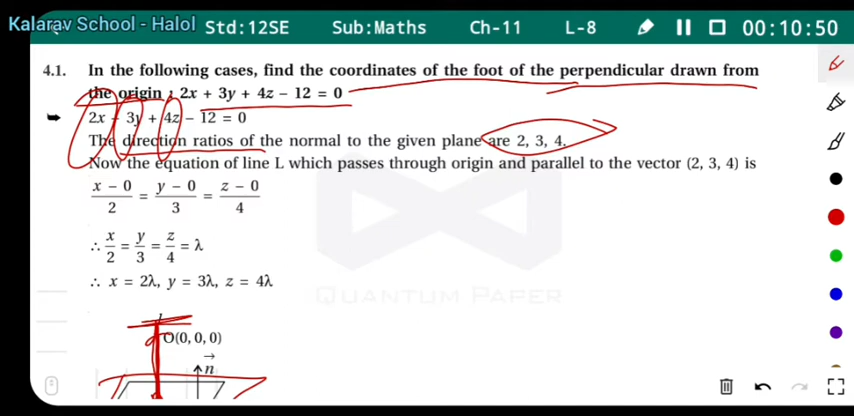 Kalarav School - Halol Std:12SE Sub:Maths Ch-11 L-8 00:10:50
4.1. In the following cases, find the coordinates of the foot of the perpendicular drawn from
the origin : 2x + 3y + 4z − 12 = 0
2x + 3y + 4z − 12 = 0
The direction ratios of the normal to the given plane are 2, 3, 4.
Now the equation of line L which passes through origin and parallel to the vector (2, 3, 4) is
x − 0 / 2 = y − 0 / 3 = z − 0 / 4
∴ x/2 = y/3 = z/4 = λ
∴ x = 2λ, y = 3λ, z = 4λ
QUANTUM PAPER
O(0, 0, 0)
n⃗